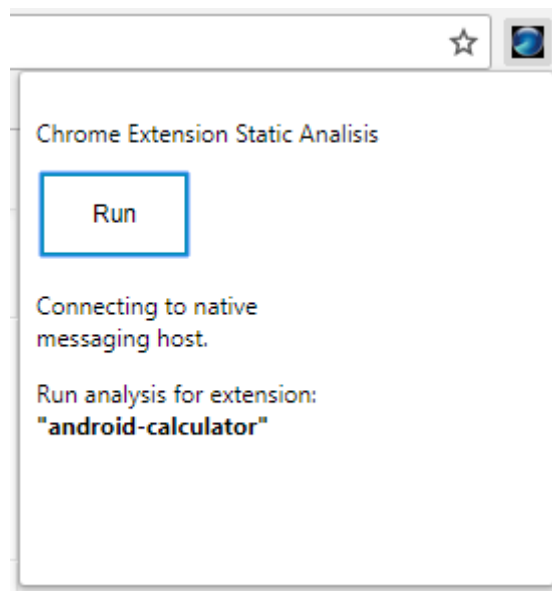 Chrome Extension Static Analisis
Run
Connecting to native
messaging host.
Run analysis for extension:
"android-calculator"